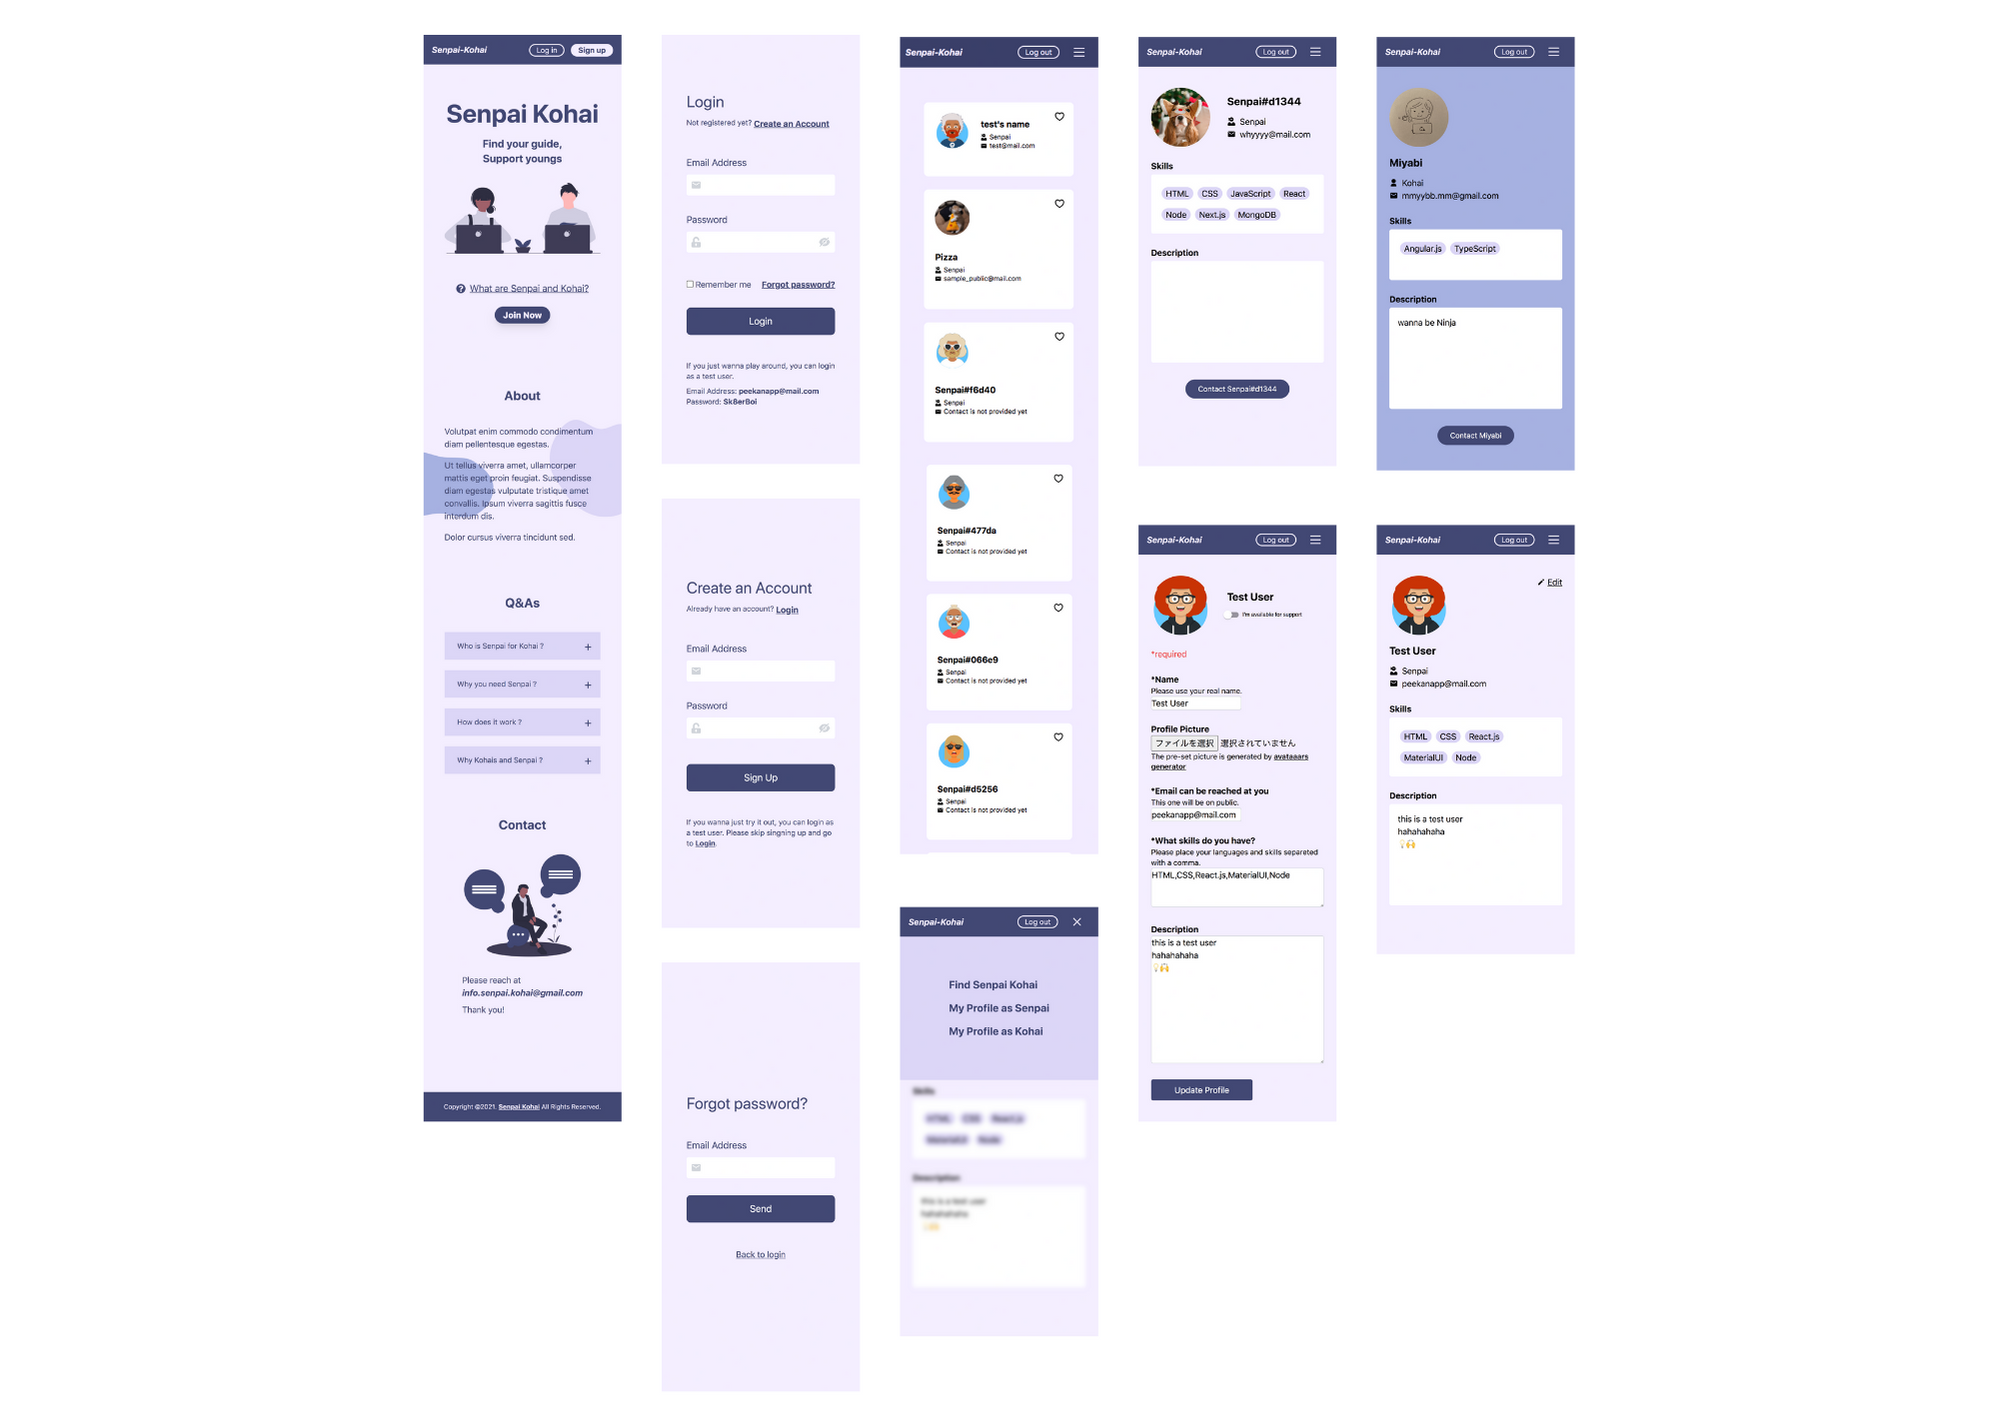 Senpai-Kohai
Log in
Sign up
Senpai Kohai
Find your guide,
Support youngs
What are Senpai and Kohai?
Join Now
About
Volutpat enim commodo condimentum
diam pellentesque egestas.
Ut tellus viverra amet, ullamcorper
mattis eget proin feugiat. Suspendisse
diam egestas vulputate tristique amet
convallis. Ipsum viverra sagittis fusce
interdum dis.
Dolor cursus viverra tincidunt sed.
Q&As
Who is Senpai for Kohai ?
Why you need Senpai ?
How does it work ?
Why Kohais and Senpai ?
Contact
Please reach at
info.senpai.kohai@gmail.com
Thank you!
Copyright ©2021. Senpai Kohai All Rights Reserved.
Login
Not registered yet? Create an Account
Email Address
Password
Remember me
Forgot password?
Login
If you just wanna play around, you can login
as a test user.
Email Address: peekanapp@mail.com
Password: Sk8erBoi
Create an Account
Already have an account? Login
Email Address
Password
Sign Up
If you wanna just try it out, you can login as
a test user. Please skip singning up and go
to Login.
Forgot password?
Email Address
Send
Back to login
Senpai-Kohai
Log out
test's name
Senpai
test@mail.com
Pizza
Senpai
sample_public@mail.com
Senpai#f6d40
Senpai
Contact is not provided yet
Senpai#477da
Senpai
Contact is not provided yet
Senpai#066e9
Senpai
Contact is not provided yet
Senpai#d5256
Senpai
Contact is not provided yet
Senpai-Kohai
Log out
Find Senpai Kohai
My Profile as Senpai
My Profile as Kohai
Skills
HTML
CSS
React.js
MaterialUI
Node
Description
this is a test user
hahahahaha
Senpai-Kohai
Log out
Senpai#d1344
Senpai
whyyyy@mail.com
Skills
HTML
CSS
JavaScript
React
Node
Next.js
MongoDB
Description
Contact Senpai#d1344
Senpai-Kohai
Log out
Test User
I'm available for support
*required
*Name
Please use your real name.
Test User
Profile Picture
ファイルを選択 選択されていません
The pre-set picture is generated by avataaars
generator
*Email can be reached at you
This one will be on public.
peekanapp@mail.com
*What skills do you have?
Please place your languages and skills separated
with a comma.
HTML,CSS,React.js,MaterialUI,Node
Description
this is a test user
hahahahaha
💡🙌
Update Profile
Senpai-Kohai
Log out
Miyabi
Kohai
mmyybb.mm@gmail.com
Skills
Angular.js
TypeScript
Description
wanna be Ninja
Contact Miyabi
Senpai-Kohai
Log out
Edit
Test User
Senpai
peekanapp@mail.com
Skills
HTML
CSS
React.js
MaterialUI
Node
Description
this is a test user
hahahahaha
💡🙌